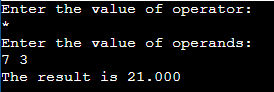 Enter the value of operator:
*
Enter the value of operands:
7 3
The result is 21.000